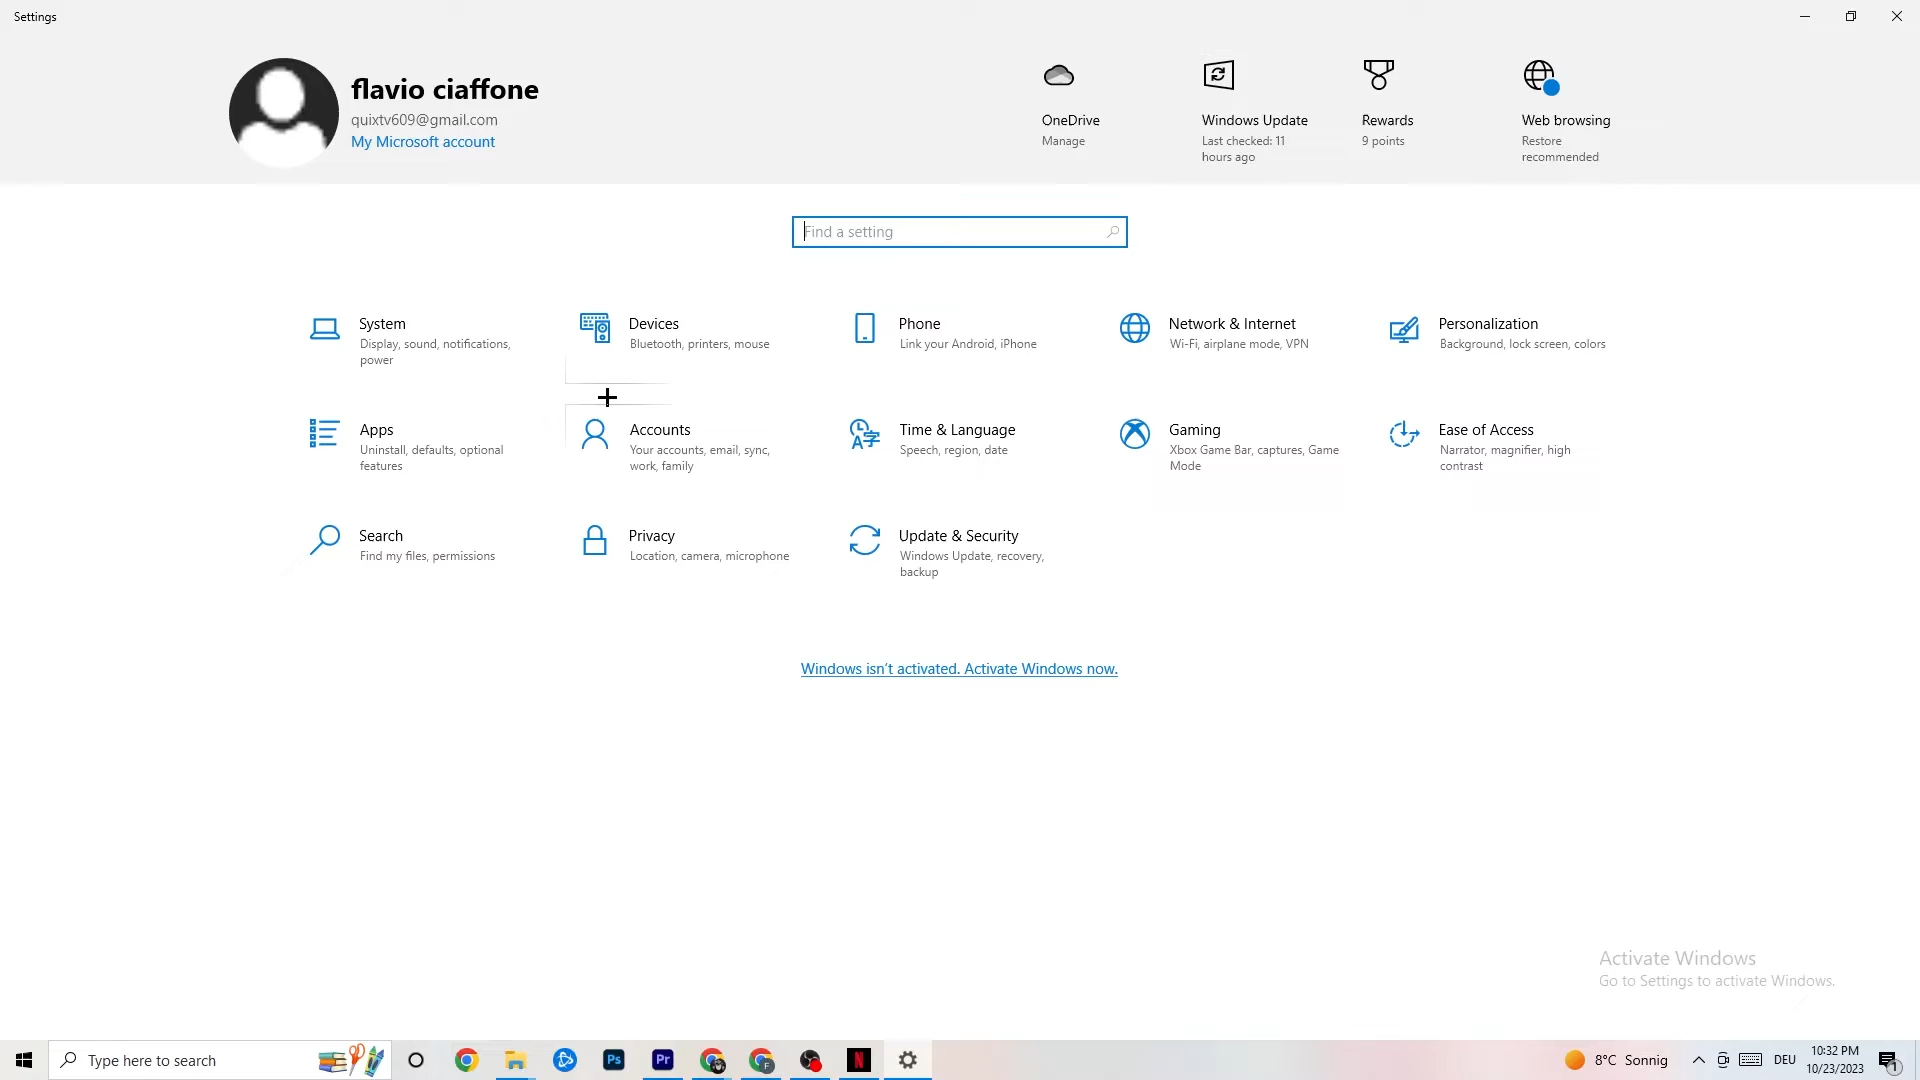 Settings
flavio ciaffone
quixtv609@gmail.com
My Microsoft account
OneDrive
Manage
Windows Update
Last checked: 11
hours ago
Rewards
9 points
Web browsing
Restore
recommended
Find a setting
System
Display, sound, notifications,
power
Devices
Bluetooth, printers, mouse
Phone
Link your Android, iPhone
Network & Internet
Wi-Fi, airplane mode, VPN
Personalization
Background, lock screen, colors
Apps
Uninstall, defaults, optional
features
Accounts
Your accounts, email, sync,
work, family
Time & Language
Speech, region, date
Gaming
Xbox Game Bar, captures, Game
Mode
Ease of Access
Narrator, magnifier, high
contrast
Search
Find my files, permissions
Privacy
Location, camera, microphone
Update & Security
Windows Update, recovery,
backup
Windows isn't activated. Activate Windows now.
Activate Windows
Go to Settings to activate Windows.
Type here to search
Ps
Pr
F
N
8°C Sonnig
DEU
10:32 PM
10/23/2023
1